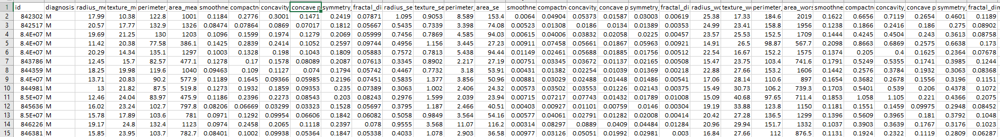 1 id diagnosis radius_me texture_m perimeter_ area_mea smoothne compactn concavity_ concave p symmetry_ fractal_di radius_se texture_se perimeter_ area_se smoothne compactn concavity_ concave p symmetry_ fractal_di radius_wo texture_wo perimeter_ area_wors smoothne compactn concavity_ concave p symmetry_ fractal_dim
2 842302 M 17.99 10.38 122.8 1001 0.1184 0.2776 0.3001 0.1471 0.2419 0.07871 1.095 0.9053 8.589 153.4 0.0064 0.04904 0.05373 0.01587 0.03003 0.00619 25.38 17.33 184.6 2019 0.1622 0.6656 0.7119 0.2654 0.4601 0.1189
3 842517 M 20.57 17.77 132.9 1326 0.08474 0.07864 0.0869 0.07017 0.1812 0.05667 0.5435 0.7339 3.398 74.08 0.00523 0.01308 0.0186 0.0134 0.01389 0.00353 24.99 23.41 158.8 1956 0.1238 0.1866 0.2416 0.186 0.275 0.08902
4 8.4E+07 M 19.69 21.25 130 1203 0.1096 0.1599 0.1974 0.1279 0.2069 0.05999 0.7456 0.7869 4.585 94.03 0.00615 0.04006 0.03832 0.02058 0.0225 0.00457 23.57 25.53 152.5 1709 0.1444 0.4245 0.4504 0.243 0.3613 0.08758
5 8.4E+07 M 11.42 20.38 77.58 386.1 0.1425 0.2839 0.2414 0.1052 0.2597 0.09744 0.4956 1.156 3.445 27.23 0.00911 0.07458 0.05661 0.01867 0.05963 0.00921 14.91 26.5 98.87 567.7 0.2098 0.8663 0.6869 0.2575 0.6638 0.173
6 8.4E+07 M 20.29 14.34 135.1 1297 0.1003 0.1328 0.198 0.1043 0.1809 0.05883 0.7572 0.7813 5.438 94.44 0.01149 0.02461 0.05688 0.01885 0.01756 0.00512 22.54 16.67 152.2 1575 0.1374 0.205 0.4 0.1625 0.2364 0.07678
7 843786 M 12.45 15.7 82.57 477.1 0.1278 0.17 0.1578 0.08089 0.2087 0.07613 0.3345 0.8902 2.217 27.19 0.00751 0.03345 0.03672 0.01137 0.02165 0.00508 15.47 23.75 103.4 741.6 0.1791 0.5249 0.5355 0.1741 0.3985 0.1244
8 844359 M 18.25 19.98 119.6 1040 0.09463 0.109 0.1127 0.074 0.1794 0.05742 0.4467 0.7732 3.18 53.91 0.00431 0.01382 0.02254 0.01039 0.01369 0.00218 22.88 27.66 153.2 1606 0.1442 0.2576 0.3784 0.1932 0.3063 0.08368
9 8.4E+07 M 13.71 20.83 90.2 577.9 0.1189 0.1645 0.09366 0.05985 0.2196 0.07451 0.5835 1.377 3.856 50.96 0.00881 0.03029 0.02488 0.01448 0.01486 0.00541 17.06 28.14 110.6 897 0.1654 0.3682 0.2678 0.1556 0.3196 0.1151
10 844981 M 13 21.82 87.5 519.8 0.1273 0.1932 0.1859 0.09353 0.235 0.07389 0.3063 1.002 2.406 24.32 0.00573 0.03502 0.03553 0.01226 0.02143 0.00375 15.49 30.73 106.2 739.3 0.1703 0.5401 0.539 0.206 0.4378 0.1072
11 8.5E+07 M 12.46 24.04 83.97 475.9 0.1186 0.2396 0.2273 0.08543 0.203 0.08243 0.2976 1.599 2.039 23.94 0.00715 0.07217 0.07743 0.01432 0.01789 0.01008 15.09 40.68 97.65 711.4 0.1853 1.058 1.105 0.221 0.4366 0.2075
12 845636 M 16.02 23.24 102.7 797.8 0.08206 0.06669 0.03299 0.03323 0.1528 0.05697 0.3795 1.187 2.466 40.51 0.00403 0.00927 0.01101 0.00759 0.0146 0.00304 19.19 33.88 123.8 1150 0.1181 0.1551 0.1459 0.09975 0.2948 0.08452
13 8.5E+07 M 15.78 17.89 103.6 781 0.0971 0.1292 0.09954 0.06606 0.1842 0.06082 0.5058 0.9849 3.564 54.16 0.00577 0.04061 0.02791 0.01282 0.02008 0.00414 20.42 27.28 136.5 1299 0.1396 0.5609 0.3965 0.181 0.3792 0.1048
14 846226 M 19.17 24.8 132.4 1123 0.0974 0.2458 0.2065 0.1118 0.2397 0.078 0.9555 3.568 11.07 116.2 0.00314 0.08297 0.0889 0.0409 0.04484 0.01284 20.96 29.94 151.7 1332 0.1037 0.3903 0.3639 0.1767 0.3176 0.1023
15 846381 M 15.85 23.95 103.7 782.7 0.08401 0.1002 0.09938 0.05364 0.1847 0.05338 0.4033 1.078 2.903 36.58 0.00977 0.03126 0.05051 0.01992 0.02981 0.003 16.84 27.66 112 876.5 0.1131 0.1924 0.2322 0.1119 0.2809 0.06287